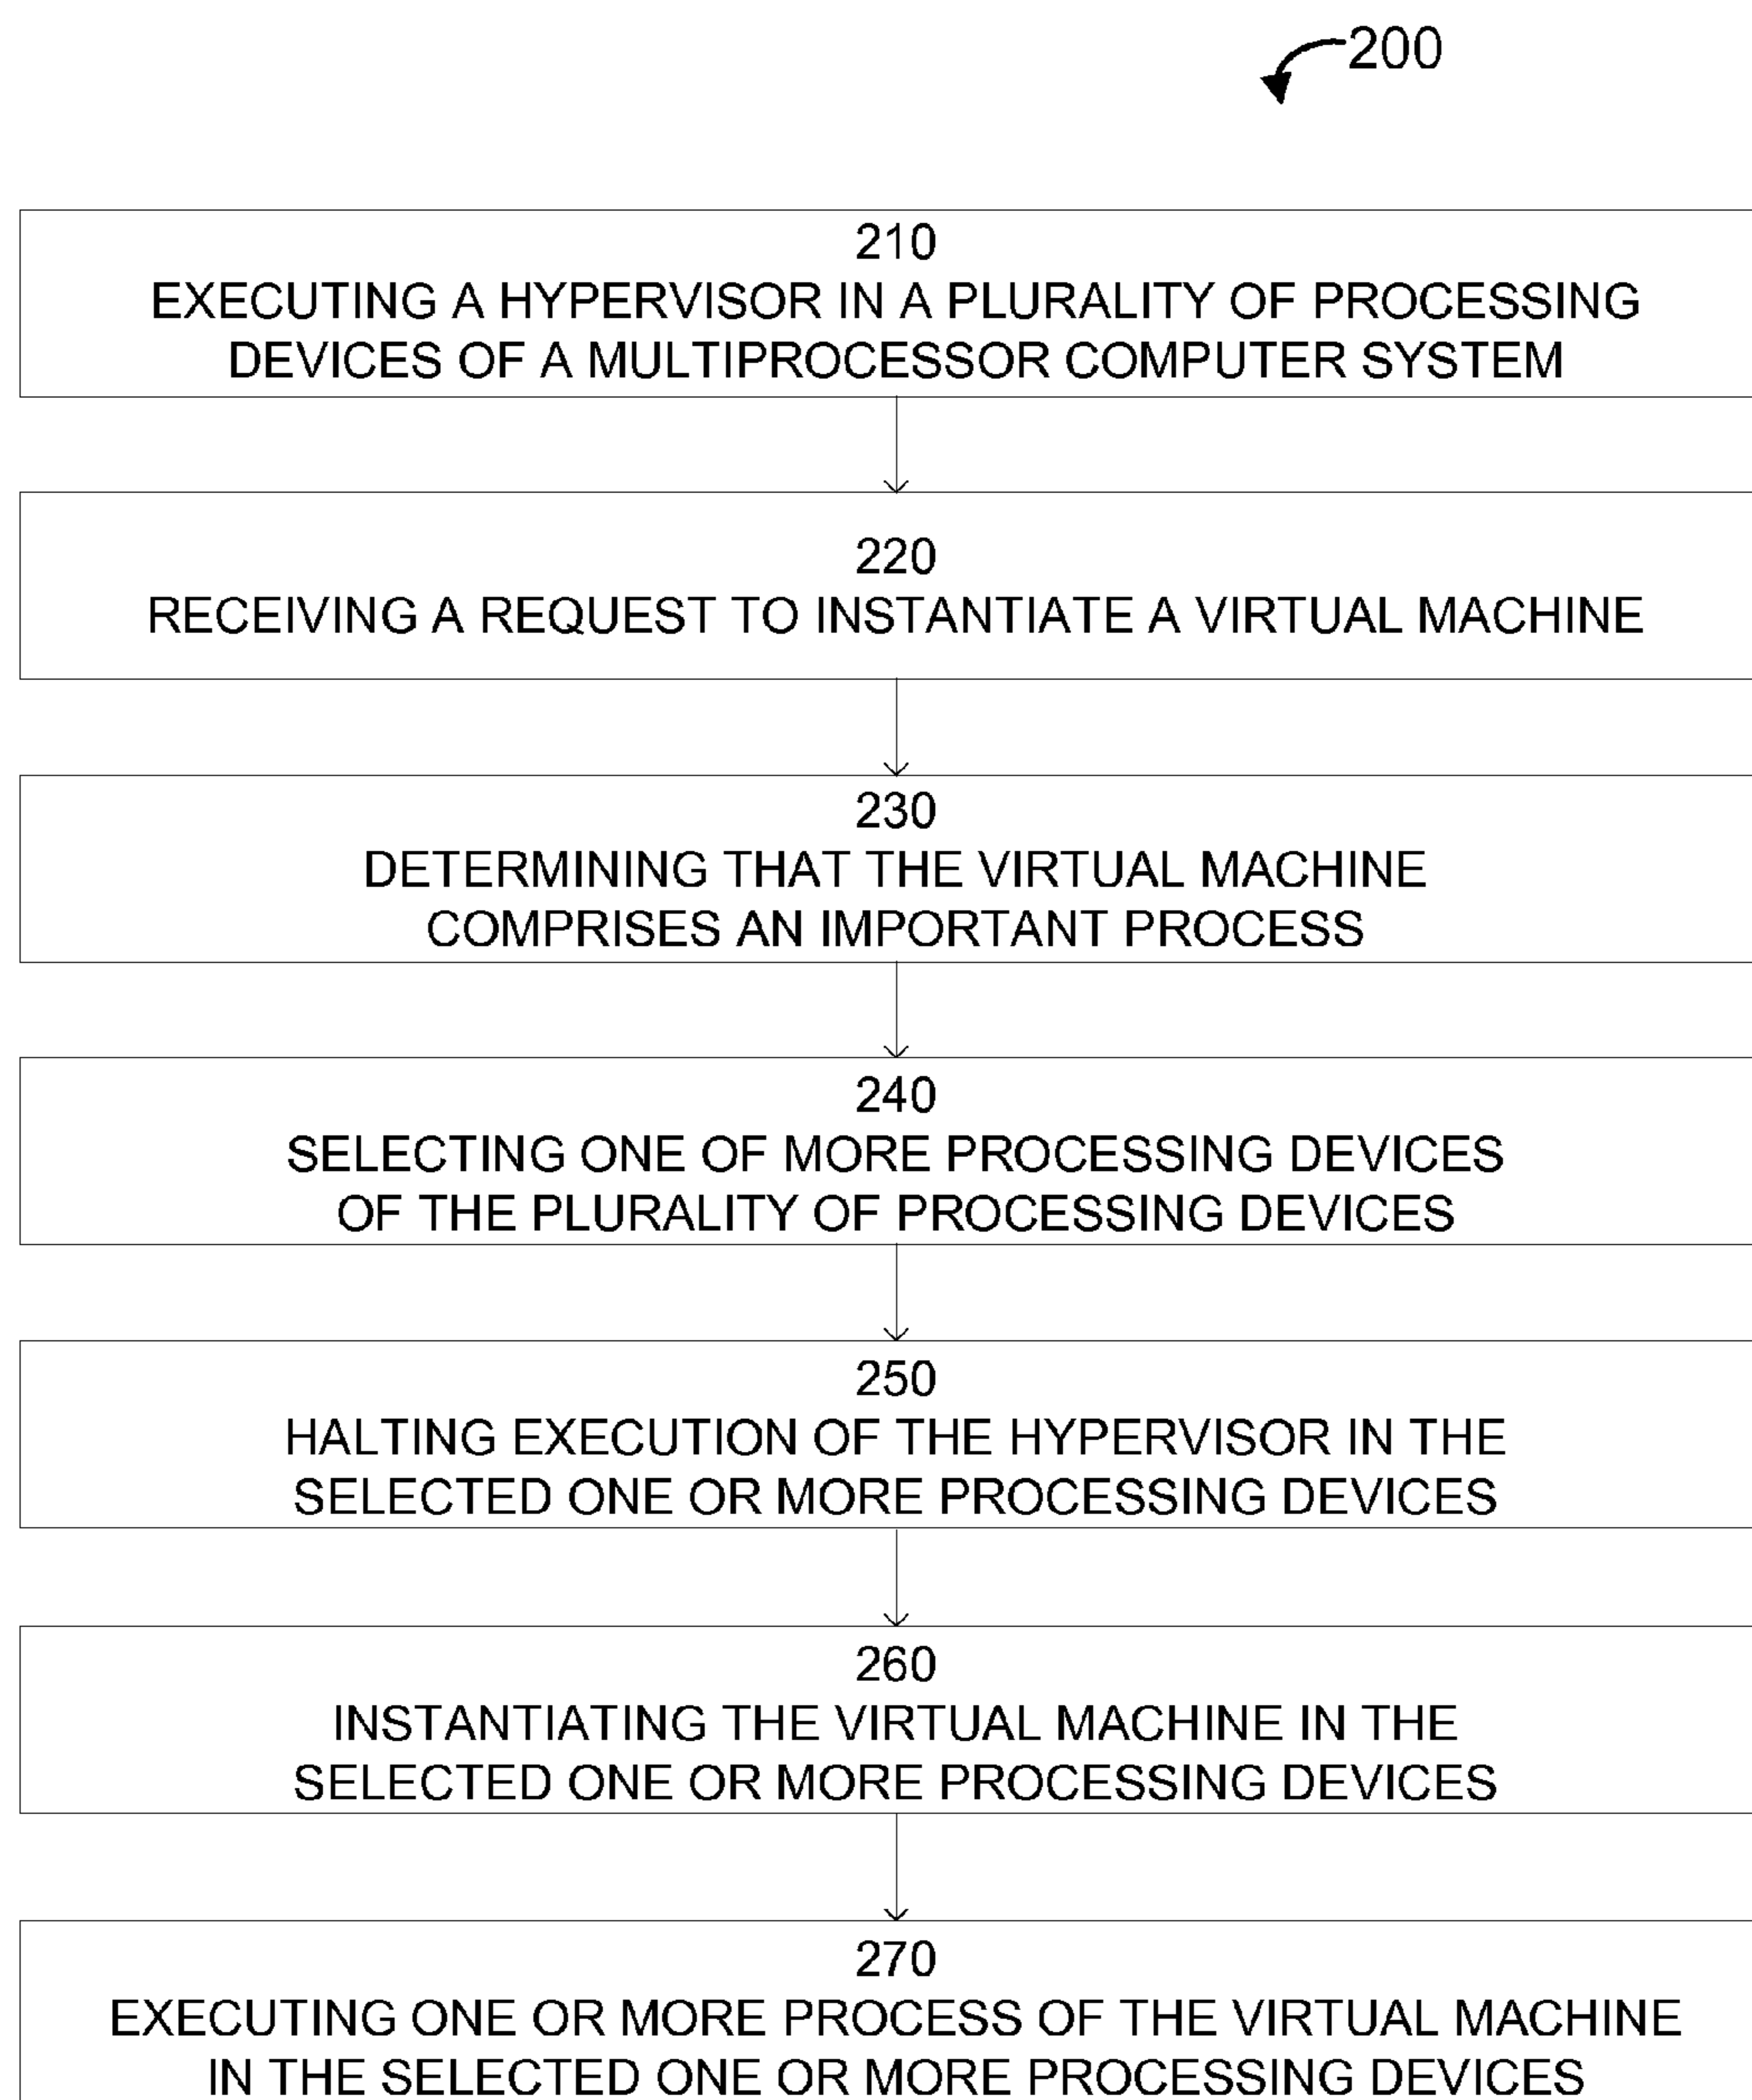 200
210
EXECUTING A HYPERVISOR IN A PLURALITY OF PROCESSING
DEVICES OF A MULTIPROCESSOR COMPUTER SYSTEM
220
RECEIVING A REQUEST TO INSTANTIATE A VIRTUAL MACHINE
230
DETERMINING THAT THE VIRTUAL MACHINE
COMPRISES AN IMPORTANT PROCESS
240
SELECTING ONE OF MORE PROCESSING DEVICES
OF THE PLURALITY OF PROCESSING DEVICES
250
HALTING EXECUTION OF THE HYPERVISOR IN THE
SELECTED ONE OR MORE PROCESSING DEVICES
260
INSTANTIATING THE VIRTUAL MACHINE IN THE
SELECTED ONE OR MORE PROCESSING DEVICES
270
EXECUTING ONE OR MORE PROCESS OF THE VIRTUAL MACHINE
IN THE SELECTED ONE OR MORE PROCESSING DEVICES